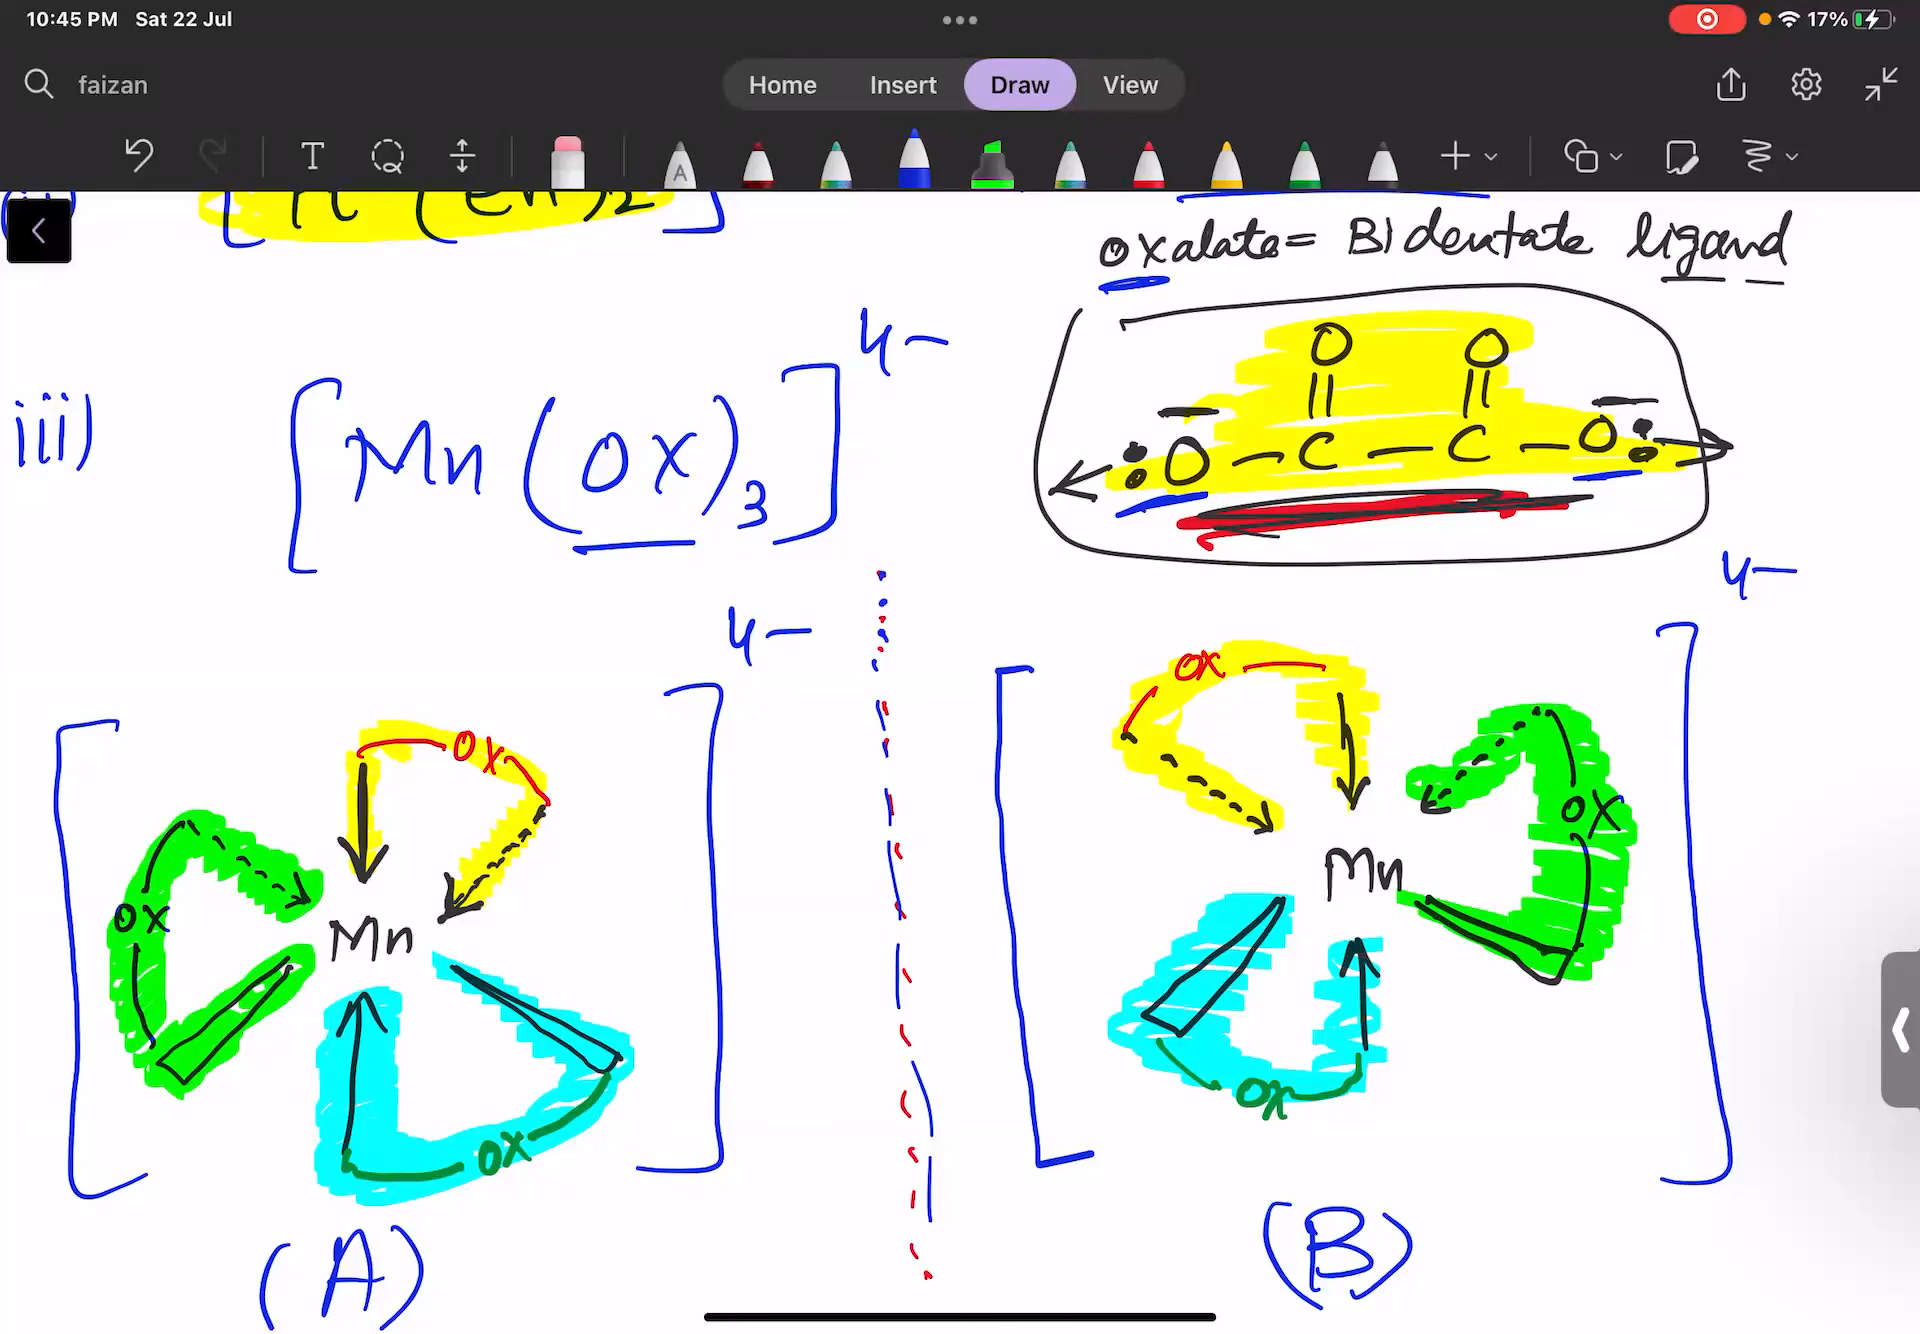 10:45 PM Sat 22 Jul
17%
faizan
Home Insert Draw View
T
A
oxalate= Bidentate ligand
O O
|| ||
:O – C – C – O:
iii) [Mn(OX)3]4-
4-
4-
OX
OX
OX
OX
OX
Mn
Mn
OX
(A)
(B)